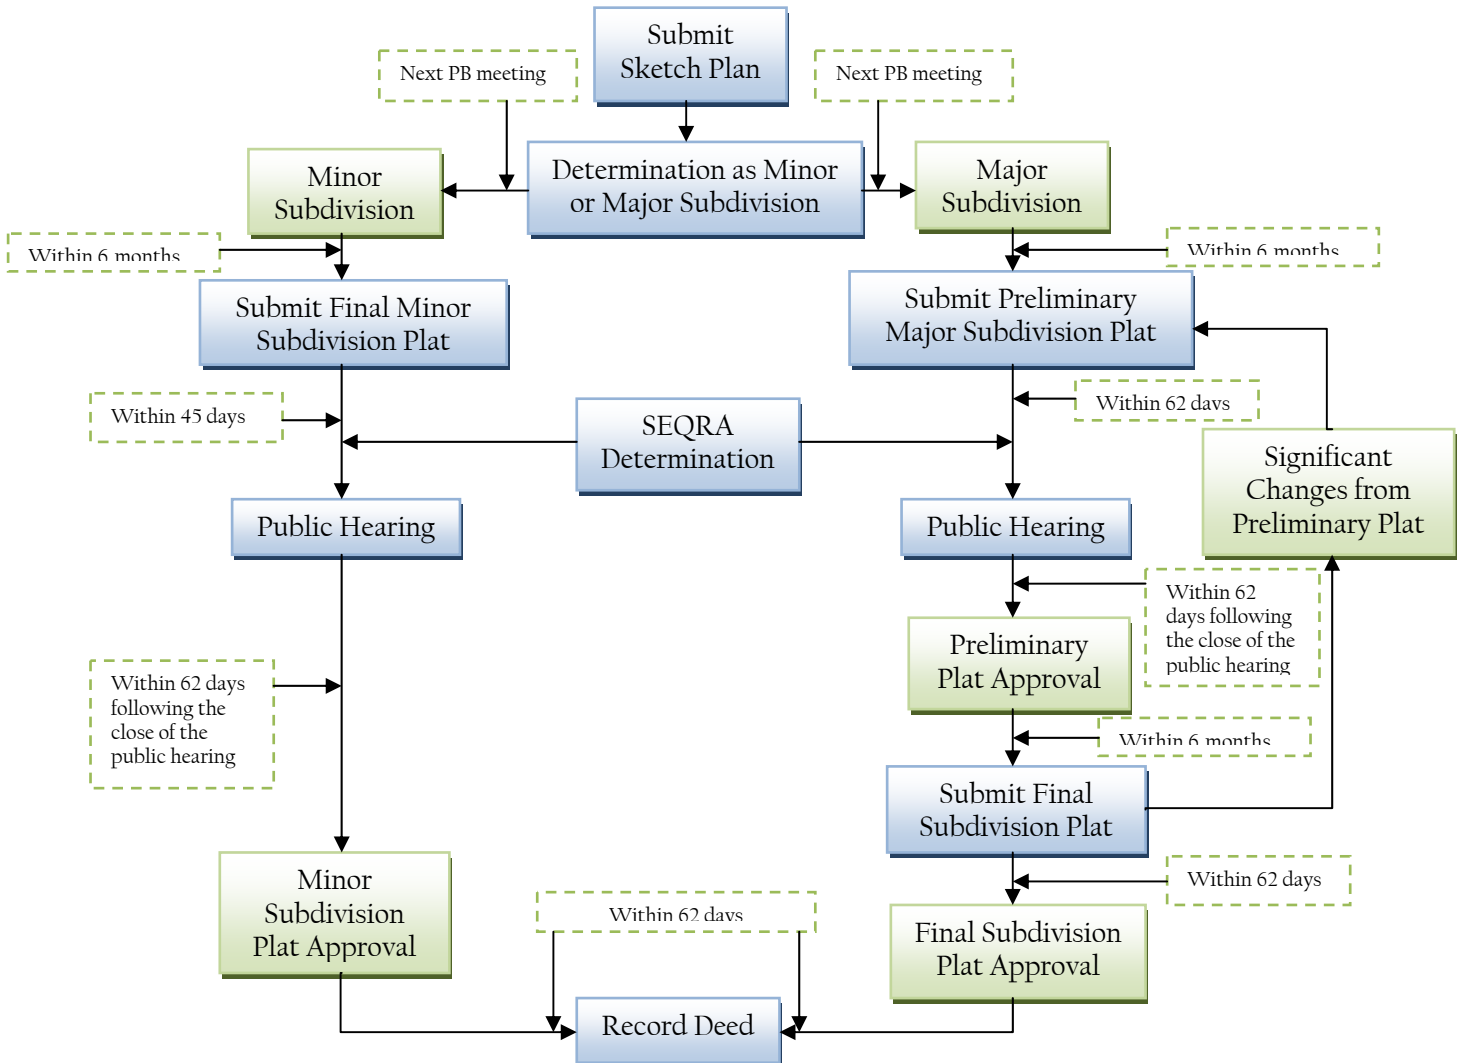 Submit
Sketch Plan
Next PB meeting
Next PB meeting
Determination as Minor
or Major Subdivision
Minor
Subdivision
Major
Subdivision
Within 6 months
Within 6 months
Submit Final Minor
Subdivision Plat
Submit Preliminary
Major Subdivision Plat
Within 45 days
Within 62 days
SEQRA
Determination
Significant
Changes from
Preliminary Plat
Public Hearing
Public Hearing
Within 62
days following
the close of the
public hearing
Preliminary
Plat Approval
Within 62 days
following the
close of the
public hearing
Within 6 months
Submit Final
Subdivision Plat
Minor
Subdivision
Plat Approval
Within 62 days
Within 62 days
Final Subdivision
Plat Approval
Record Deed